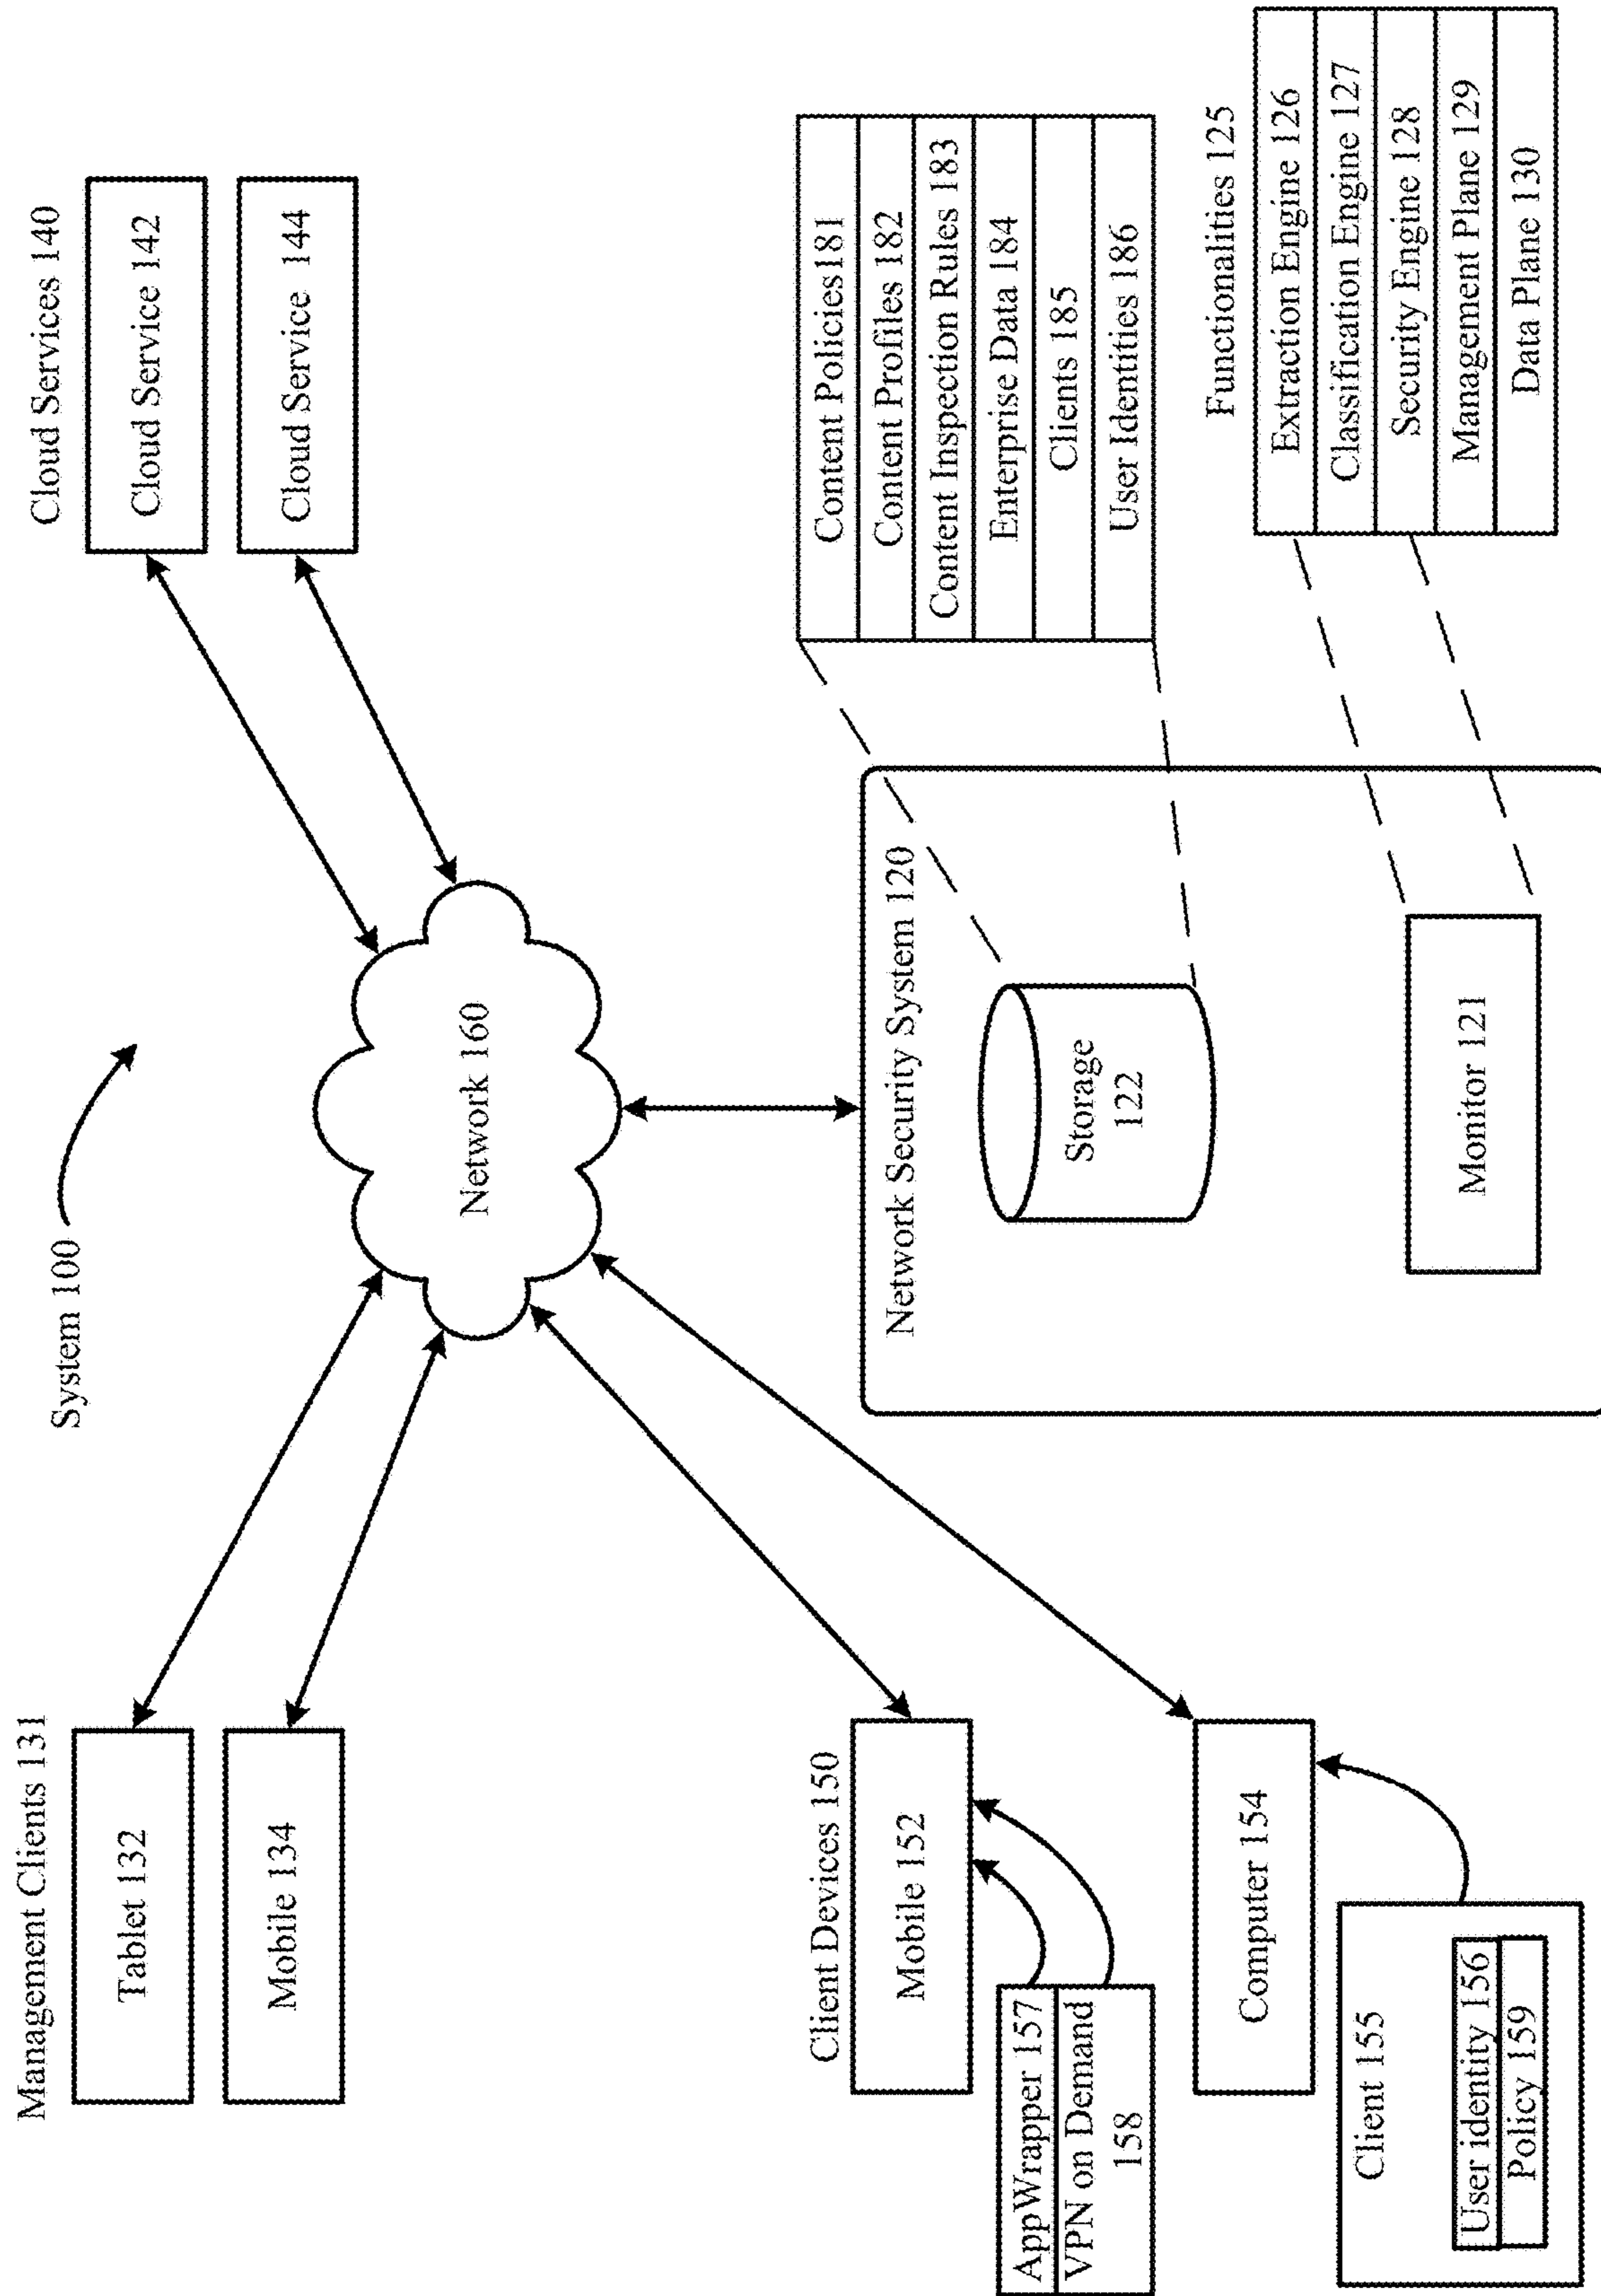 System 100
Management Clients 131
Tablet 132
Mobile 134
Cloud Services 140
Cloud Service 142
Cloud Service 144
Network 160
Client Devices 150
Mobile 152
AppWrapper 157
VPN on Demand
158
Computer 154
Client 155
User identity 156
Policy 159
Network Security System 120
Storage
122
Monitor 121
Content Policies181
Content Profiles 182
Content Inspection Rules 183
Enterprise Data 184
Clients 185
User Identities 186
Functionalities 125
Extraction Engine 126
Classification Engine 127
Security Engine 128
Management Plane 129
Data Plane 130